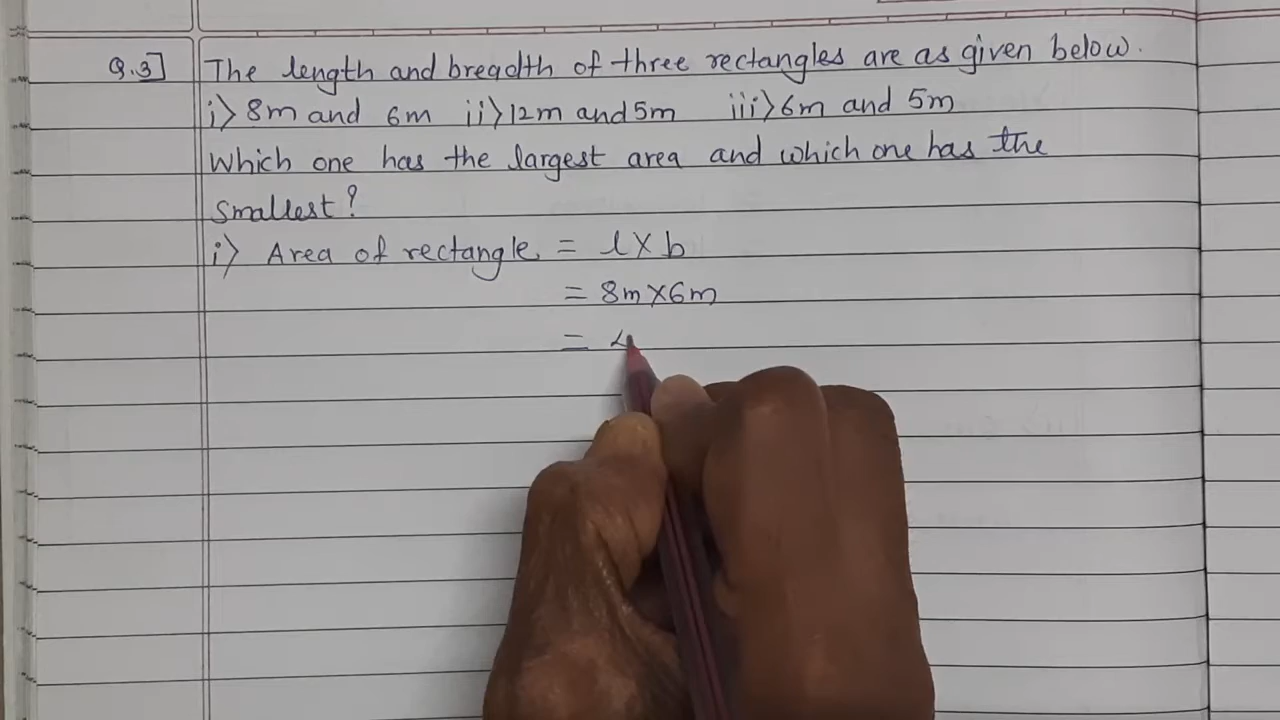 Q.3] The length and breadth of three rectangles are as given below.
i) 8m and 6m ii) 12m and 5m iii) 6m and 5m
Which one has the largest area and which one has the
smallest?
i) Area of rectangle = l × b
= 8m × 6m
= 4